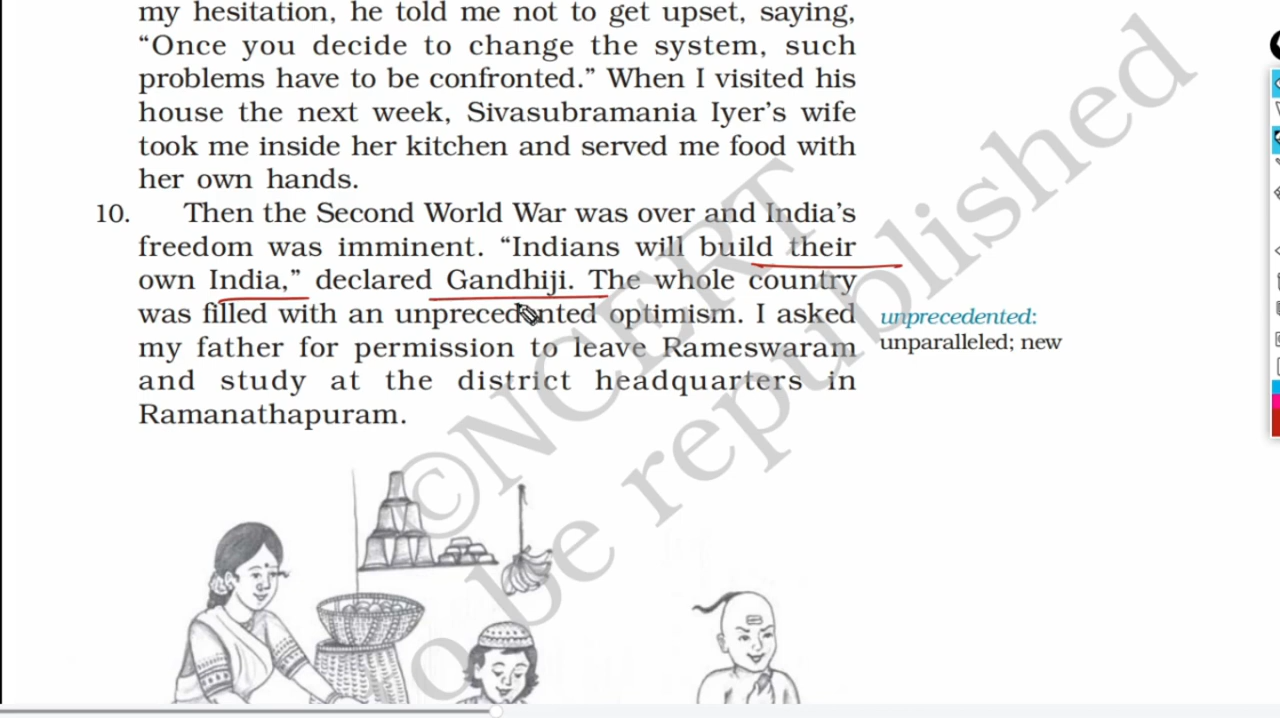 my hesitation, he told me not to get upset, saying,
“Once you decide to change the system, such
problems have to be confronted.” When I visited his
house the next week, Sivasubramania Iyer’s wife
took me inside her kitchen and served me food with
her own hands.
10. Then the Second World War was over and India’s
freedom was imminent. “Indians will build their
own India,” declared Gandhiji. The whole country
was filled with an unprecedented optimism. I asked
my father for permission to leave Rameswaram
and study at the district headquarters in
Ramanathapuram.
unprecedented:
unparalleled; new
©NCERT
o be republished